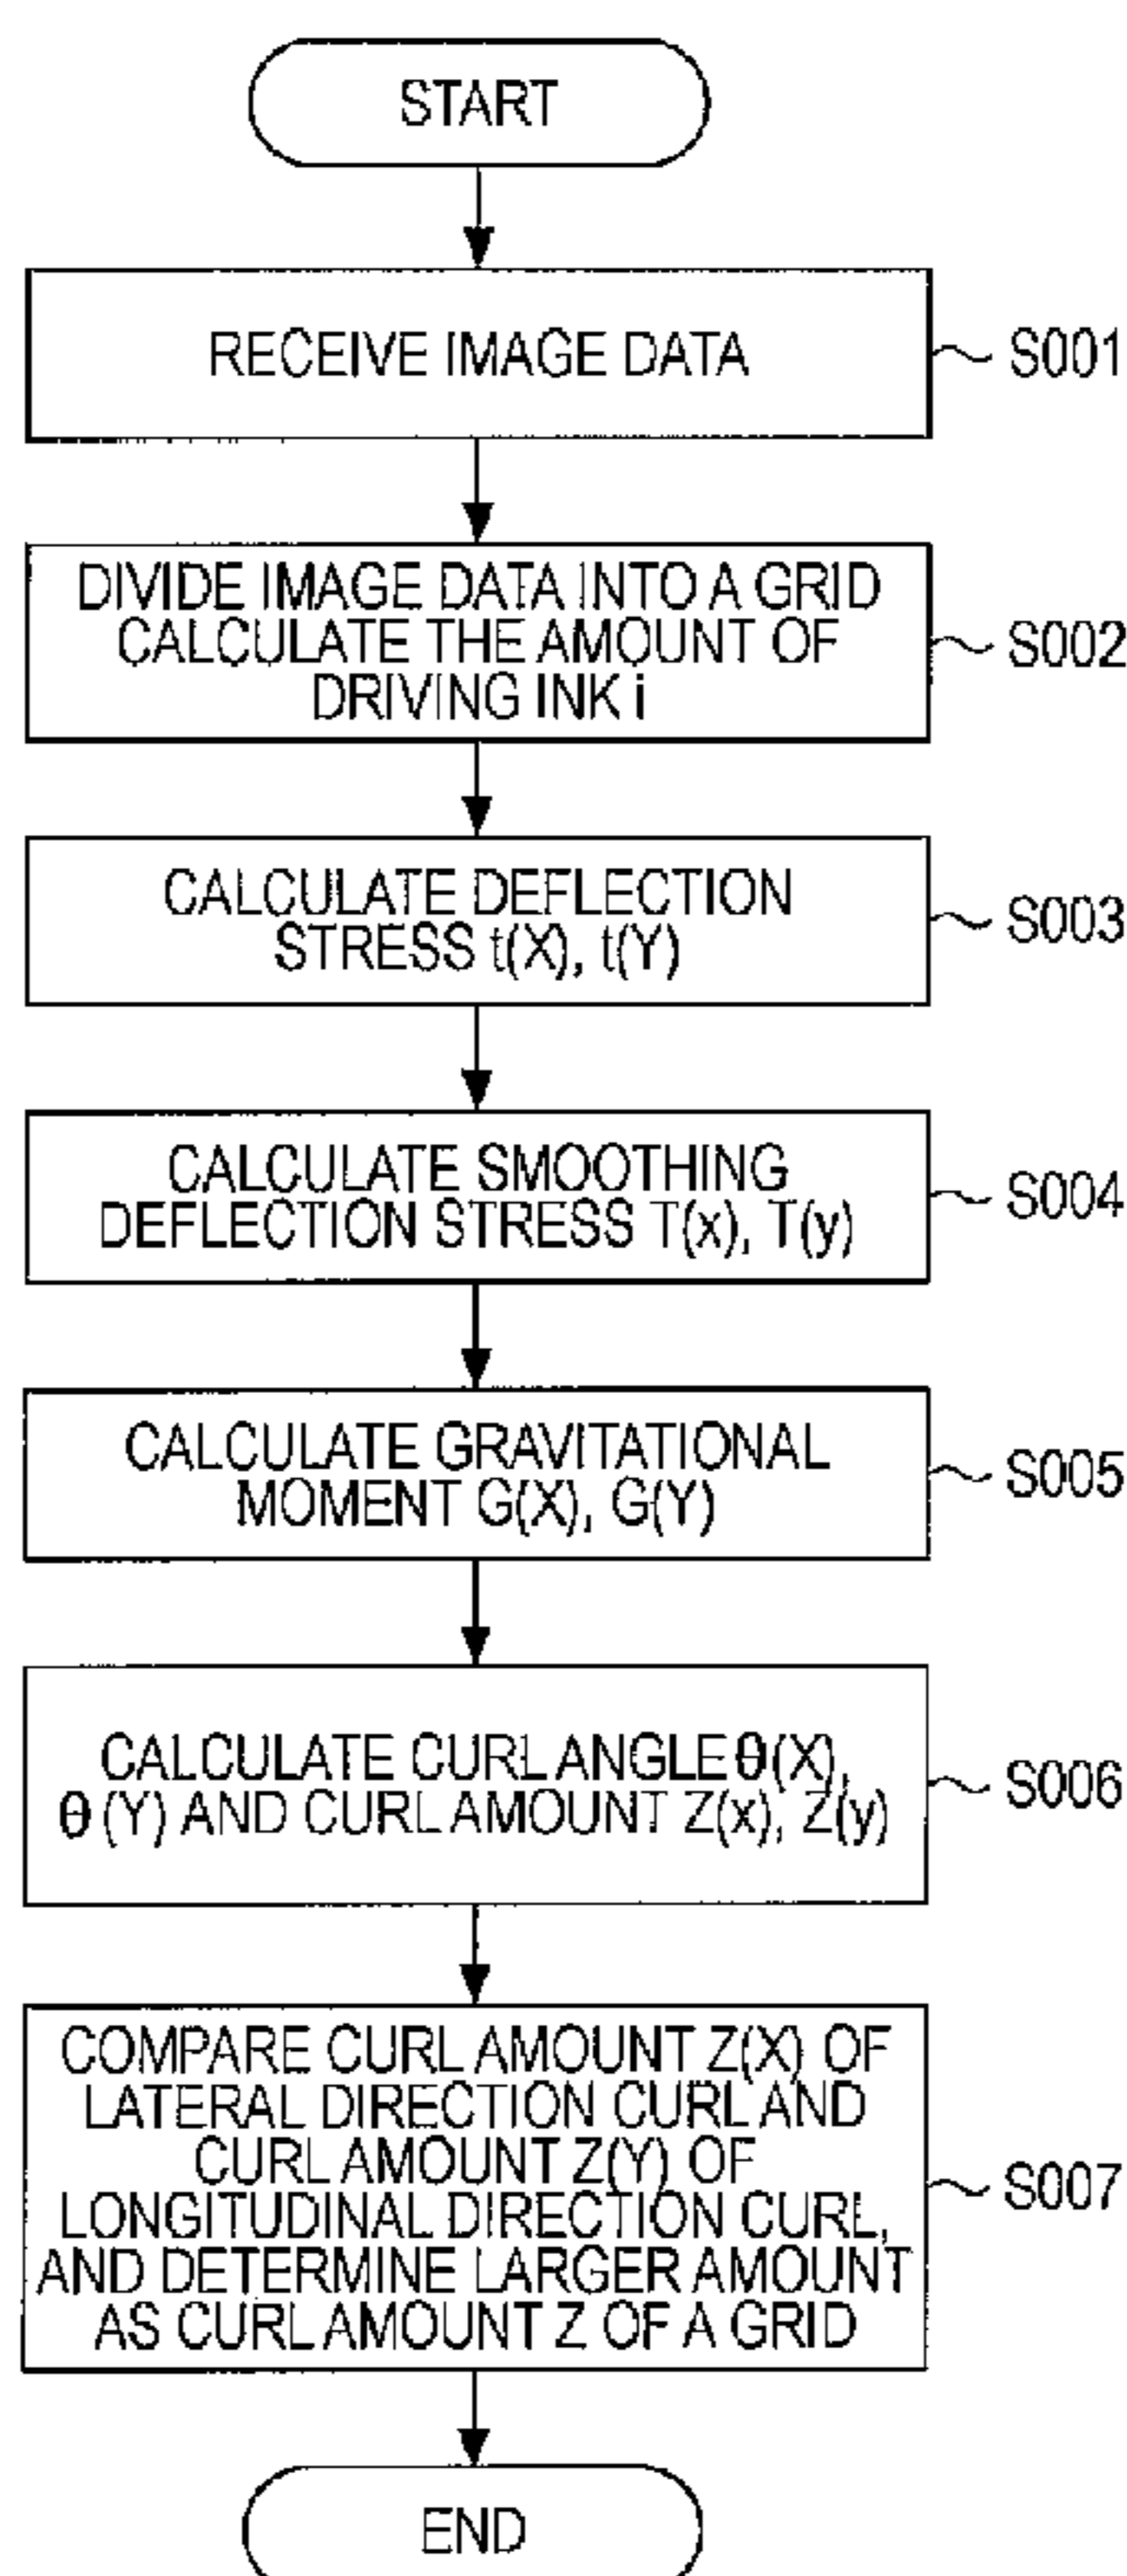 START
RECEIVE IMAGE DATA
S001
DIVIDE IMAGE DATA INTO A GRID
CALCULATE THE AMOUNT OF
DRIVING INK i
S002
CALCULATE DEFLECTION
STRESS t(X), t(Y)
S003
CALCULATE SMOOTHING
DEFLECTION STRESS T(x), T(y)
S004
CALCULATE GRAVITATIONAL
MOMENT G(X), G(Y)
S005
CALCULATE CURL ANGLE θ(X),
θ (Y) AND CURL AMOUNT Z(x), Z(y)
S006
COMPARE CURL AMOUNT Z(X) OF
LATERAL DIRECTION CURL AND
CURL AMOUNT Z(Y) OF
LONGITUDINAL DIRECTION CURL,
AND DETERMINE LARGER AMOUNT
AS CURL AMOUNT Z OF A GRID
S007
END